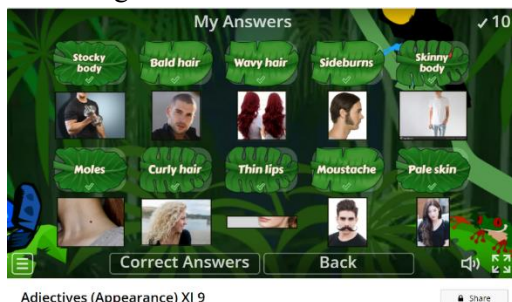 My Answers
✓ 10
Stocky body
Bald hair
Wavy hair
Sideburns
Skinny body
Moles
Curly hair
Thin lips
Moustache
Pale skin
Correct Answers
Back
Adjectives (Appearance) XI 9
Share